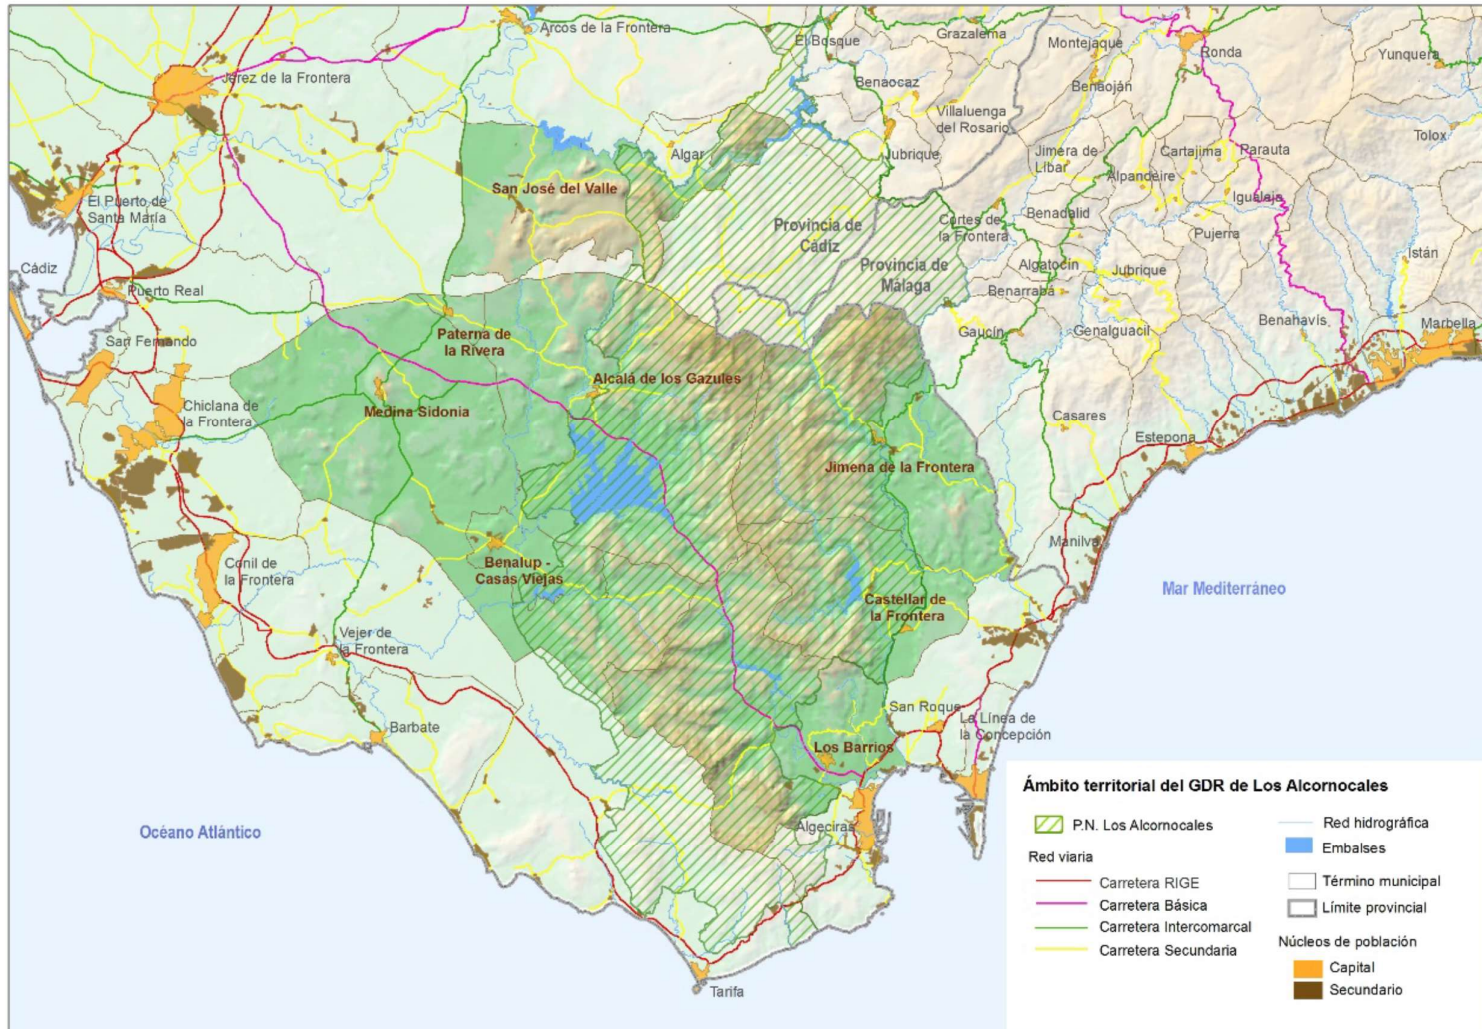 Arcos de la Frontera
El Bosque
Grazalema
Montejaque
Ronda
Yunquera
Jerez de la Frontera
Benaocaz
Benaoján
Villaluenga
del Rosario
Tolox
Algar
Jubrique
Jimera de
Líbar
Cartajima
Parauta
Alpandeire
San José del Valle
El Puerto de
Santa María
Igualeja
Benadalid
Provincia de
Cádiz
Cortes de
la Frontera
Pujerra
Istán
Cádiz
Provincia de
Málaga
Algatocín
Jubrique
Puerto Real
Benarrabá
Benahavís
Marbella
San Fernando
Paterna de
la Rivera
Gaucín
Genalguacil
Alcalá de los Gazules
Chiclana de
la Frontera
Medina Sidonia
Casares
Estepona
Jimena de la Frontera
Manilva
Conil de
la Frontera
Benalup -
Casas Viejas
Castellar de
la Frontera
Mar Mediterráneo
Vejer de
la Frontera
Barbate
San Roque
La Línea de
la Concepción
Los Barrios
Océano Atlántico
Algeciras
Tarifa
Ámbito territorial del GDR de Los Alcornocales
P.N. Los Alcornocales
Red viaria
Carretera RIGE
Carretera Básica
Carretera Intercomarcal
Carretera Secundaria
Red hidrográfica
Embalses
Término municipal
Límite provincial
Núcleos de población
Capital
Secundario